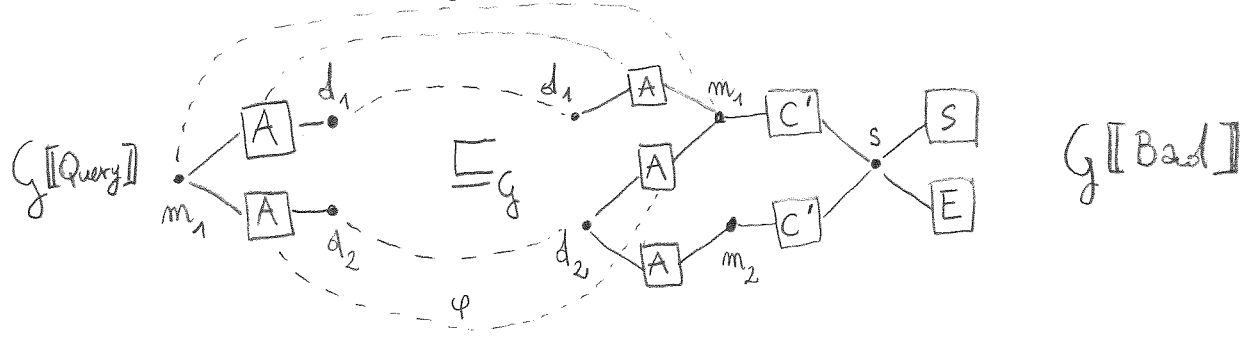 G⟦Query⟧
m₁
A
d₁
A
d₂
⊑G
φ
d₁
A
m₁
C'
A
d₂
A
m₂
C'
s
S
E
G⟦Bad⟧